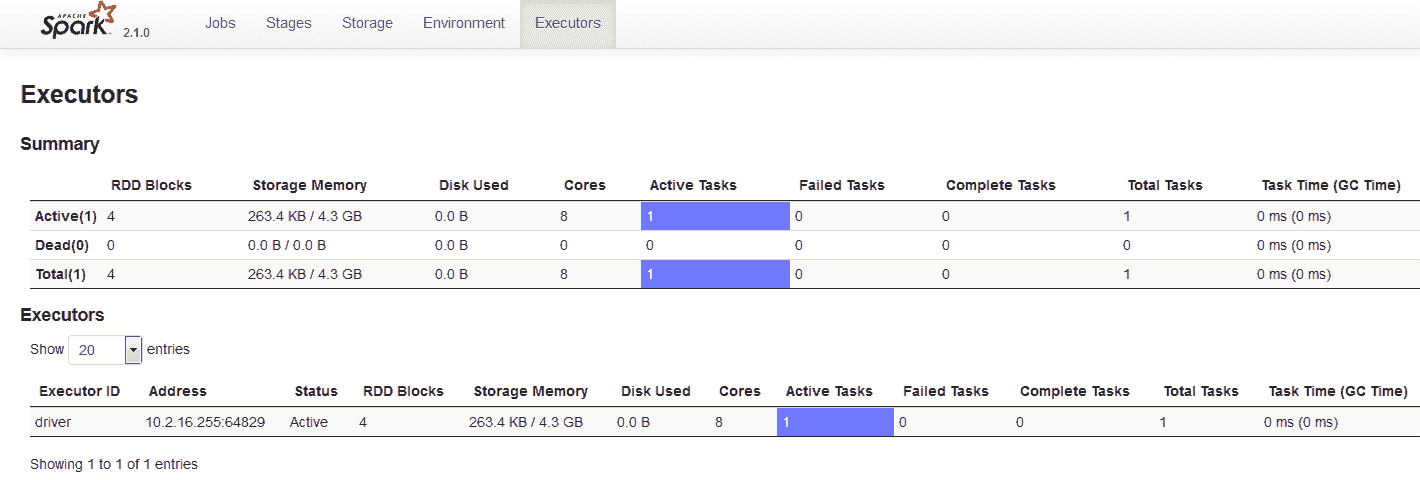 APACHE
Spark 2.1.0 Jobs Stages Storage Environment Executors
Executors
Summary
RDD Blocks Storage Memory Disk Used Cores Active Tasks Failed Tasks Complete Tasks Total Tasks Task Time (GC Time)
Active(1) 4 263.4 KB / 4.3 GB 0.0 B 8 1 0 0 1 0 ms (0 ms)
Dead(0) 0 0.0 B / 0.0 B 0.0 B 0 0 0 0 0 0 ms (0 ms)
Total(1) 4 263.4 KB / 4.3 GB 0.0 B 8 1 0 0 1 0 ms (0 ms)
Executors
Show 20 entries
Executor ID Address Status RDD Blocks Storage Memory Disk Used Cores Active Tasks Failed Tasks Complete Tasks Total Tasks Task Time (GC Time)
driver 10.2.16.255:64829 Active 4 263.4 KB / 4.3 GB 0.0 B 8 1 0 0 1 0 ms (0 ms)
Showing 1 to 1 of 1 entries